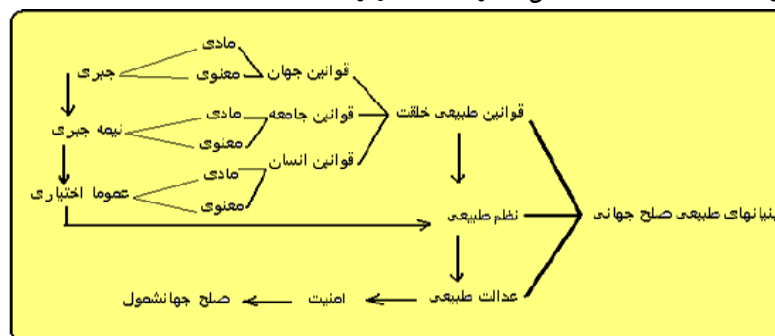 بنیانهای طبیعی صلح جهانی
قوانین طبیعی خلقت
نظم طبیعی
عدالت طبیعی
قوانین جهان
قوانین جامعه
قوانین انسان
مادی
معنوی
مادی
معنوی
مادی
معنوی
جبری
نیمه جبری
عموما اختیاری
امنیت
صلح جهانشمول